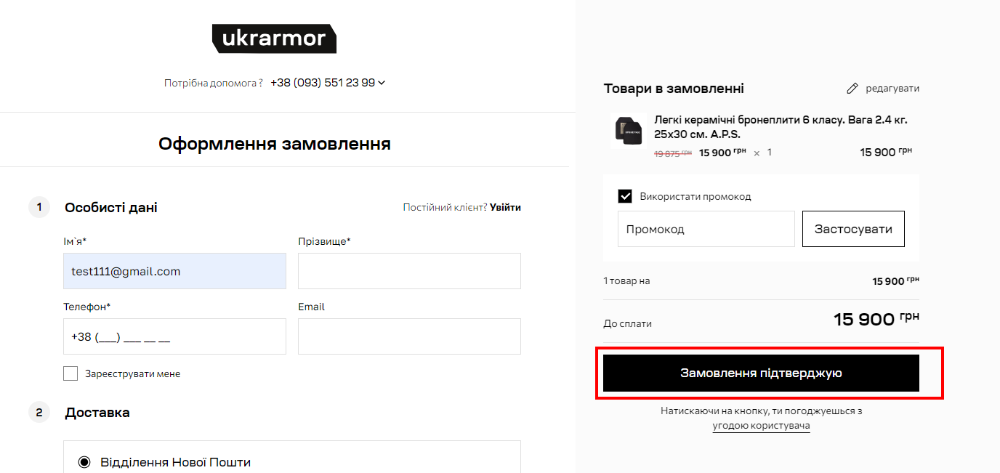 ukrarmor
Потрібна допомога ? +38 (093) 551 23 99
Оформлення замовлення
1 Особисті дані
Постійний клієнт? Увійти
Ім`я*
Прізвище*
test111@gmail.com
Телефон*
Email
+38 (___) ___ __ __
Зареєструвати мене
2 Доставка
Відділення Нової Пошти
Товари в замовленні
редагувати
Легкі керамічні бронеплити 6 класу. Вага 2.4 кг.
25х30 см. A.P.S.
19 875 грн 15 900 грн × 1 15 900 грн
Використати промокод
Промокод
Застосувати
1 товар на 15 900 грн
До сплати 15 900 грн
Замовлення підтверджую
Натискаючи на кнопку, ти погоджуешься з
угодою користувача